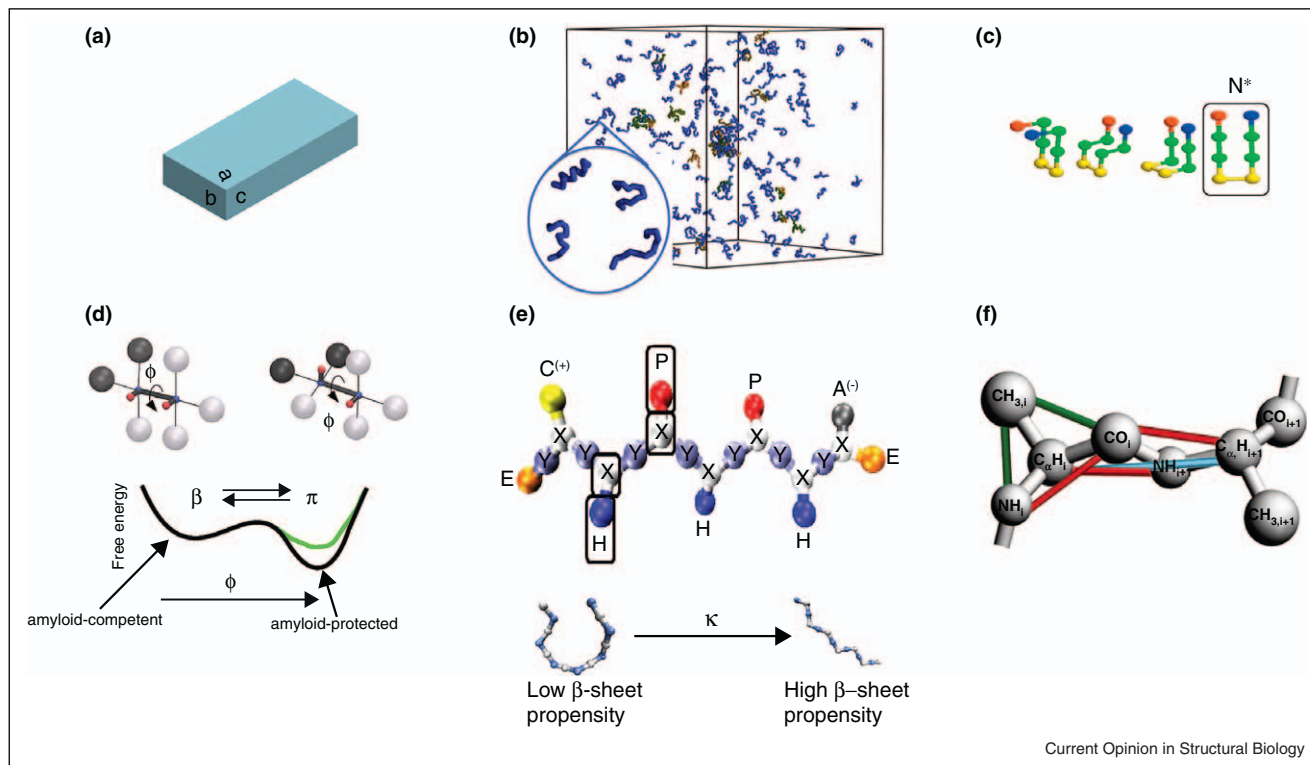 (a)
a
b
c
(b)
(c)
N*
(d)
ϕ
ϕ
Free energy
β
π
ϕ
amyloid-competent
amyloid-protected
(e)
C(+)
P
P
A(-)
X
X
X
X
X
X
Y
Y
Y
Y
Y
Y
E
E
H
H
H
κ
Low β-sheet
propensity
High β–sheet
propensity
(f)
CH3,i
COi
COi+1
CαHi
NHi+1
Cα,Hi+1
NHi
CH3,i+1
Current Opinion in Structural Biology